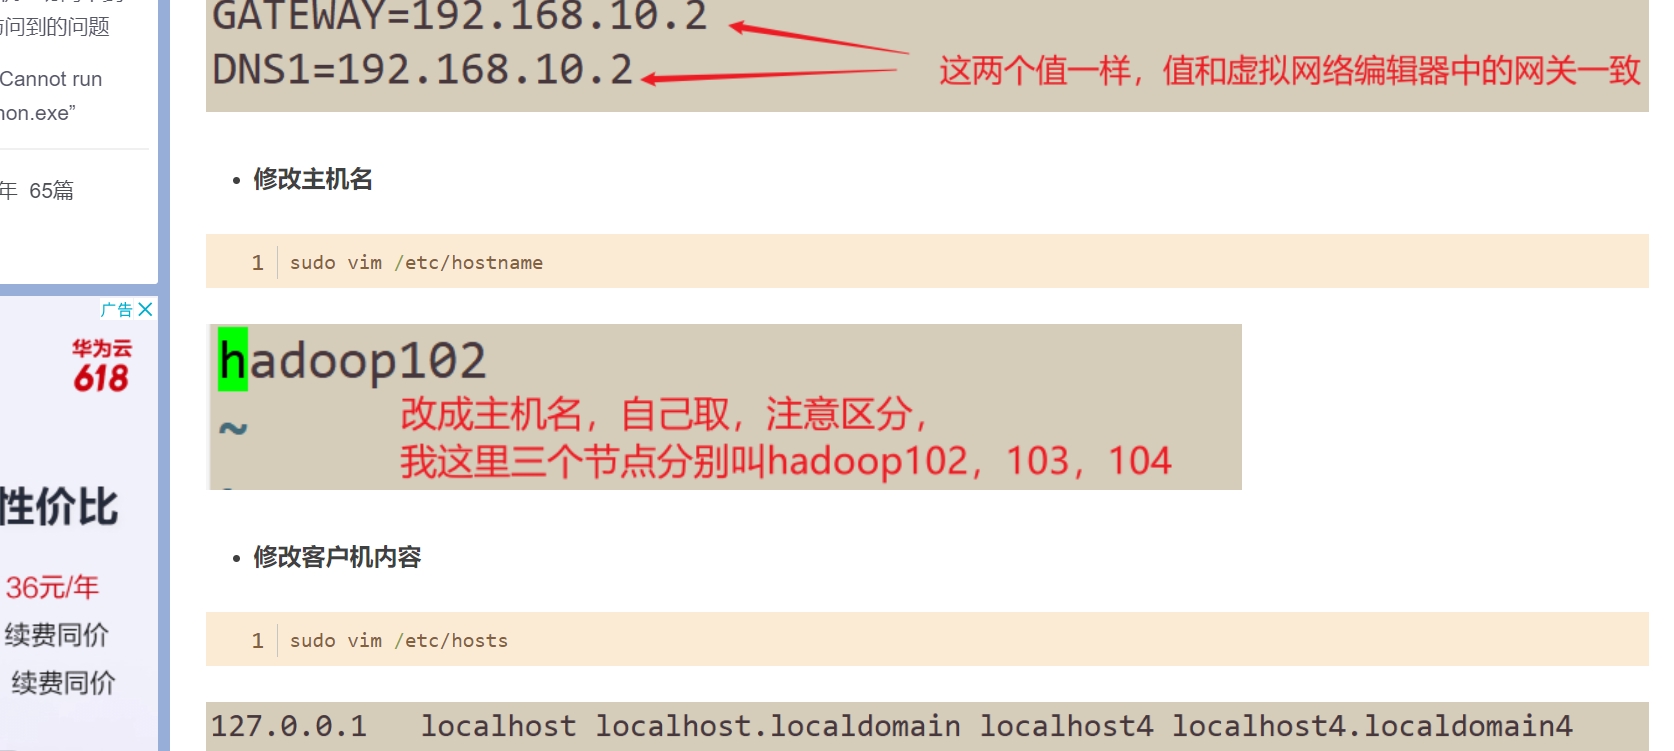 问到的问题
Cannot run
non.exe”
年 65篇
广告
华为云
618
性价比
36元/年
续费同价
续费同价
GATEWAY=192.168.10.2
DNS1=192.168.10.2
这两个值一样，值和虚拟网络编辑器中的网关一致
修改主机名
1 sudo vim /etc/hostname
hadoop102
~
改成主机名，自己取，注意区分，
我这里三个节点分别叫hadoop102，103，104
修改客户机内容
1 sudo vim /etc/hosts
127.0.0.1 localhost localhost.localdomain localhost4 localhost4.localdomain4